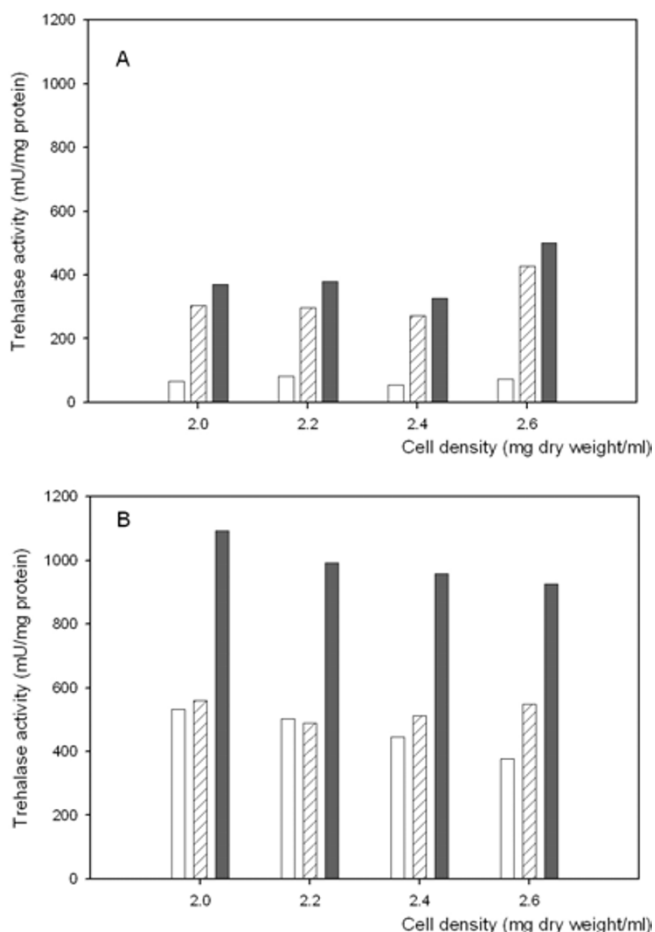 1200
A
1000
800
600
400
200
0
Trehalase activity (mU/mg protein)
2.0 2.2 2.4 2.6
Cell density (mg dry weight/ml)
1200
B
1000
800
600
400
200
0
Trehalase activity (mU/mg protein)
2.0 2.2 2.4 2.6
Cell density (mg dry weight/ml)